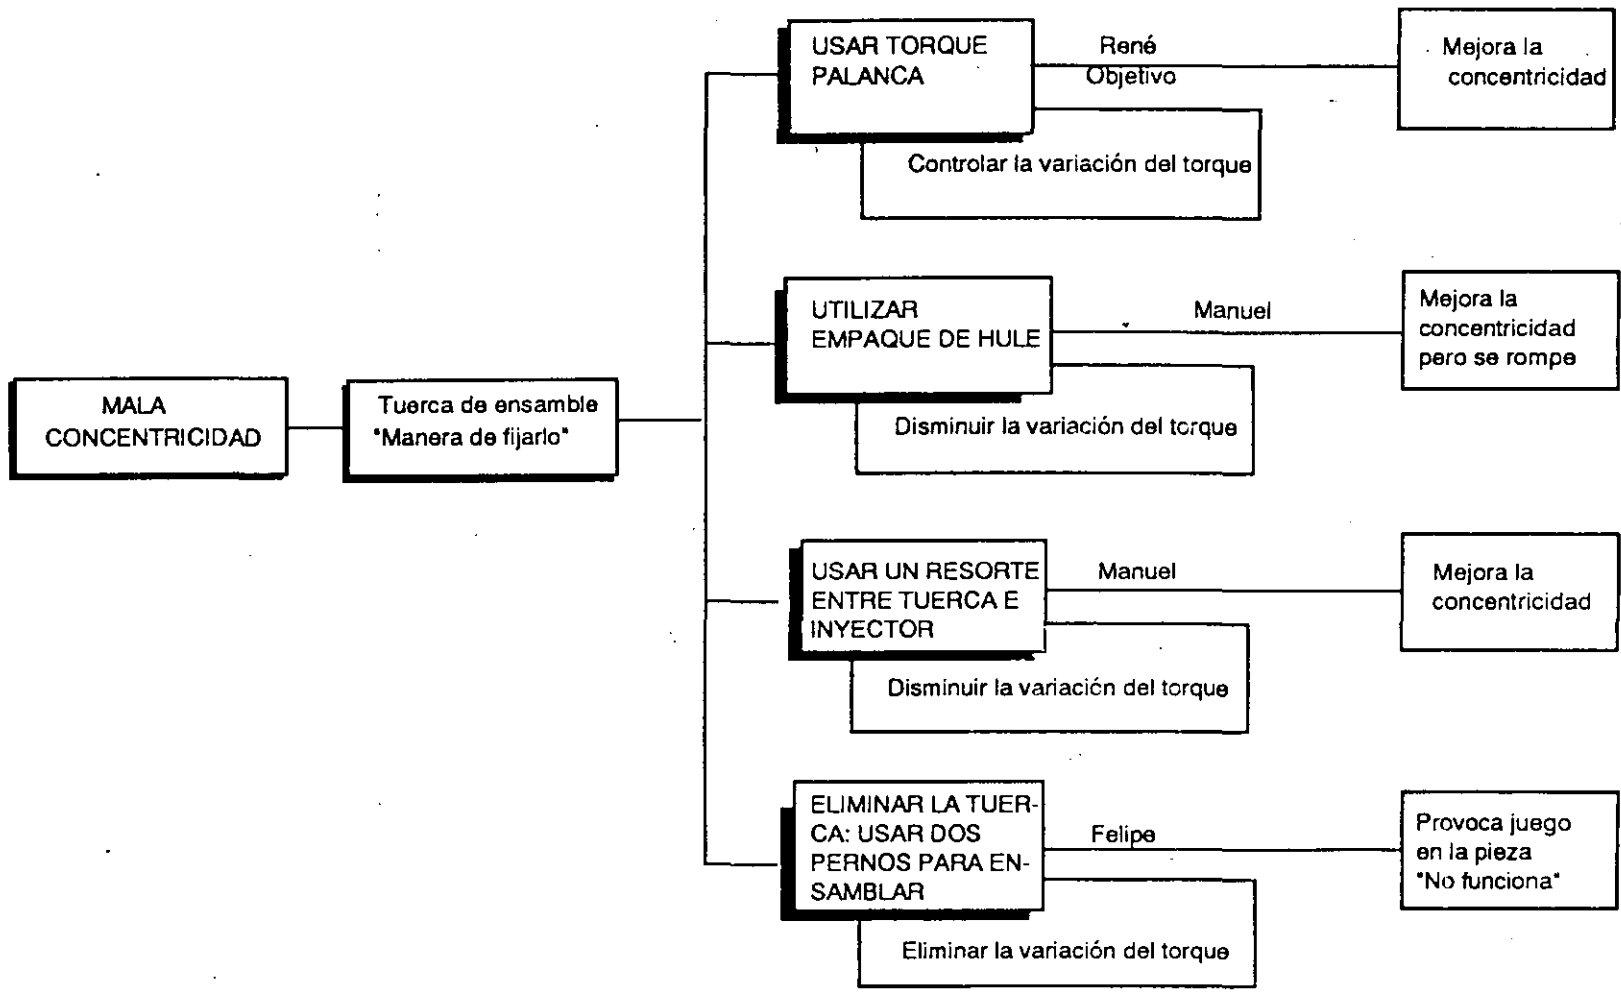 MALA
CONCENTRICIDAD
Tuerca de ensamble
"Manera de fijarlo"
USAR TORQUE
PALANCA
René
Objetivo
Mejora la
concentricidad
Controlar la variación del torque
UTILIZAR
EMPAQUE DE HULE
Manuel
Mejora la
concentricidad
pero se rompe
Disminuir la variación del torque
USAR UN RESORTE
ENTRE TUERCA E
INYECTOR
Manuel
Mejora la
concentricidad
Disminuir la variación del torque
ELIMINAR LA TUER-
CA: USAR DOS
PERNOS PARA EN-
SAMBLAR
Felipe
Provoca juego
en la pieza
"No funciona"
Eliminar la variación del torque